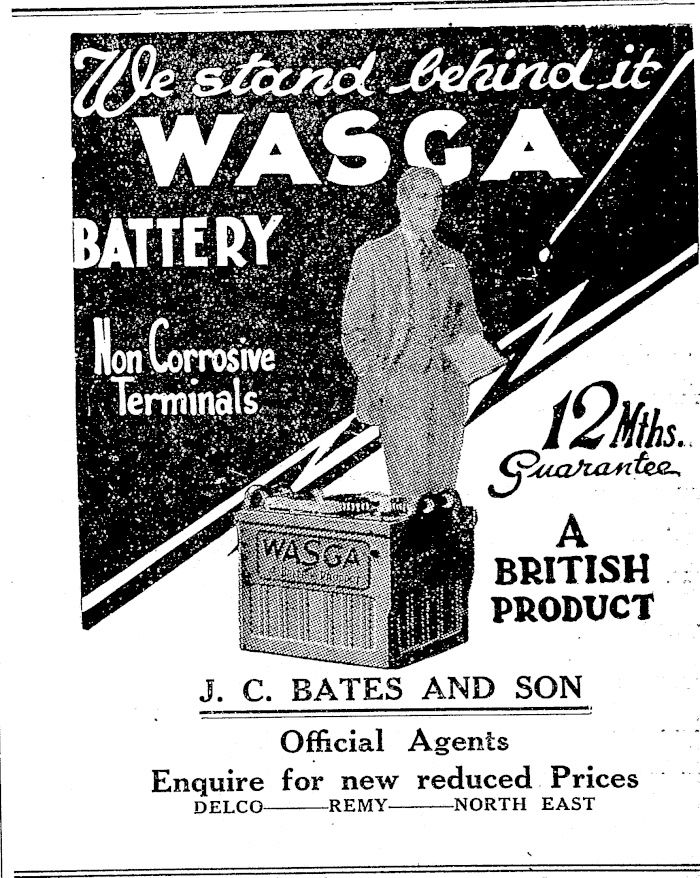 We stand behind it
WASGA
BATTERY
Non Corrosive
Terminals
12 Mths.
Guarantee
WASGA
A
BRITISH
PRODUCT
J. C. BATES AND SON
Official Agents
Enquire for new reduced Prices
DELCO——REMY——NORTH EAST